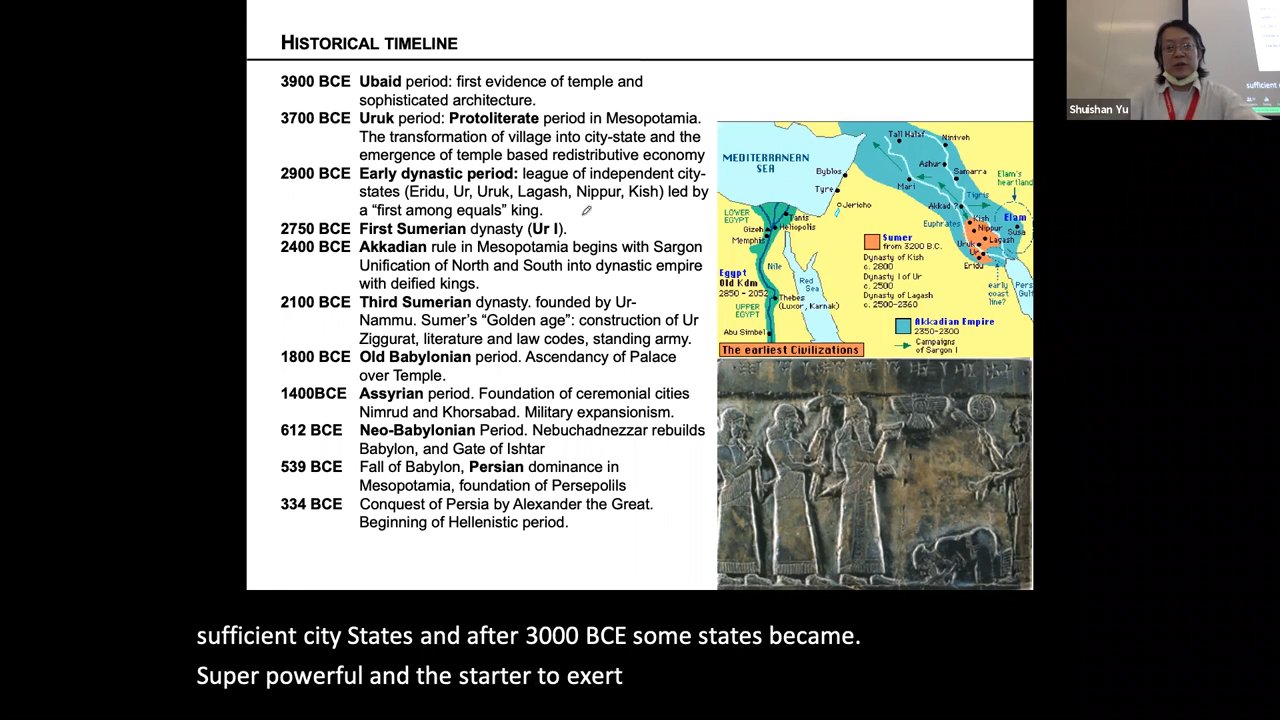 HISTORICAL TIMELINE
3900 BCE Ubaid period: first evidence of temple and
sophisticated architecture.
3700 BCE Uruk period: Protoliterate period in Mesopotamia.
The transformation of village into city-state and the
emergence of temple based redistributive economy
2900 BCE Early dynastic period: league of independent city-
states (Eridu, Ur, Uruk, Lagash, Nippur, Kish) led by
a “first among equals” king.
2750 BCE First Sumerian dynasty (Ur I).
2400 BCE Akkadian rule in Mesopotamia begins with Sargon
Unification of North and South into dynastic empire
with deified kings.
2100 BCE Third Sumerian dynasty. founded by Ur-
Nammu. Sumer’s “Golden age”: construction of Ur
Ziggurat, literature and law codes, standing army.
1800 BCE Old Babylonian period. Ascendancy of Palace
over Temple.
1400BCE Assyrian period. Foundation of ceremonial cities
Nimrud and Khorsabad. Military expansionism.
612 BCE Neo-Babylonian Period. Nebuchadnezzar rebuilds
Babylon, and Gate of Ishtar
539 BCE Fall of Babylon, Persian dominance in
Mesopotamia, foundation of Persepolils
334 BCE Conquest of Persia by Alexander the Great.
Beginning of Hellenistic period.
MEDITERRANEAN
SEA
Tall Halaf
Niniveh
Ashur
Samarra
Mari
Byblos
Tyre
Jericho
Akkad ?
Tigris
Euphrates
Elam's
heartland
Elam
Susa
Kish
Nippur
Lagash
Uruk
Ur
Eridu
early
coast
line?
Pers
Gulf
LOWER
EGYPT
Tanis
Heliopolis
Gizeh
Memphis
Nile
Red
Sea
Egypt
Old Kdm
2850 - 2052
Thebes
(Luxor, Karnak)
UPPER
EGYPT
Abu Simbel
Sumer
from 3200 B.C.
Dynasty of Kish
c. 2800
Dynasty I of Ur
c. 2500
Dynasty of Lagash
c. 2500-2360
Akkadian Empire
2350-2300
Campaigns
of Sargon I
The earliest Civilizations
Shuishan Yu
sufficient
sufficient city States and after 3000 BCE some states became.
Super powerful and the starter to exert